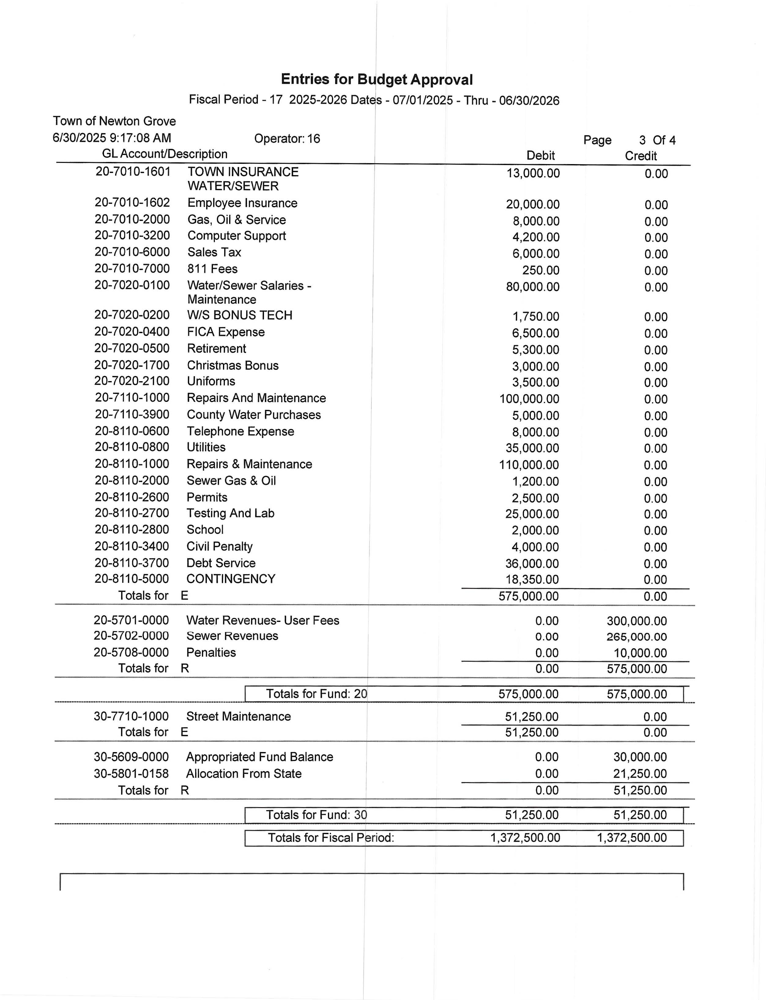 Entries for Budget Approval
Fiscal Period - 17 2025-2026 Dates - 07/01/2025 - Thru - 06/30/2026
Town of Newton Grove
6/30/2025 9:17:08 AM Operator: 16 Page 3 Of 4
GL Account/Description Debit Credit
20-7010-1601 TOWN INSURANCE 13,000.00 0.00
WATER/SEWER
20-7010-1602 Employee Insurance 20,000.00 0.00
20-7010-2000 Gas, Oil & Service 8,000.00 0.00
20-7010-3200 Computer Support 4,200.00 0.00
20-7010-6000 Sales Tax 6,000.00 0.00
20-7010-7000 811 Fees 250.00 0.00
20-7020-0100 Water/Sewer Salaries - 80,000.00 0.00
Maintenance
20-7020-0200 W/S BONUS TECH 1,750.00 0.00
20-7020-0400 FICA Expense 6,500.00 0.00
20-7020-0500 Retirement 5,300.00 0.00
20-7020-1700 Christmas Bonus 3,000.00 0.00
20-7020-2100 Uniforms 3,500.00 0.00
20-7110-1000 Repairs And Maintenance 100,000.00 0.00
20-7110-3900 County Water Purchases 5,000.00 0.00
20-8110-0600 Telephone Expense 8,000.00 0.00
20-8110-0800 Utilities 35,000.00 0.00
20-8110-1000 Repairs & Maintenance 110,000.00 0.00
20-8110-2000 Sewer Gas & Oil 1,200.00 0.00
20-8110-2600 Permits 2,500.00 0.00
20-8110-2700 Testing And Lab 25,000.00 0.00
20-8110-2800 School 2,000.00 0.00
20-8110-3400 Civil Penalty 4,000.00 0.00
20-8110-3700 Debt Service 36,000.00 0.00
20-8110-5000 CONTINGENCY 18,350.00 0.00
Totals for E 575,000.00 0.00
20-5701-0000 Water Revenues- User Fees 0.00 300,000.00
20-5702-0000 Sewer Revenues 0.00 265,000.00
20-5708-0000 Penalties 0.00 10,000.00
Totals for R 0.00 575,000.00
Totals for Fund: 20 575,000.00 575,000.00
30-7710-1000 Street Maintenance 51,250.00 0.00
Totals for E 51,250.00 0.00
30-5609-0000 Appropriated Fund Balance 0.00 30,000.00
30-5801-0158 Allocation From State 0.00 21,250.00
Totals for R 0.00 51,250.00
Totals for Fund: 30 51,250.00 51,250.00
Totals for Fiscal Period: 1,372,500.00 1,372,500.00